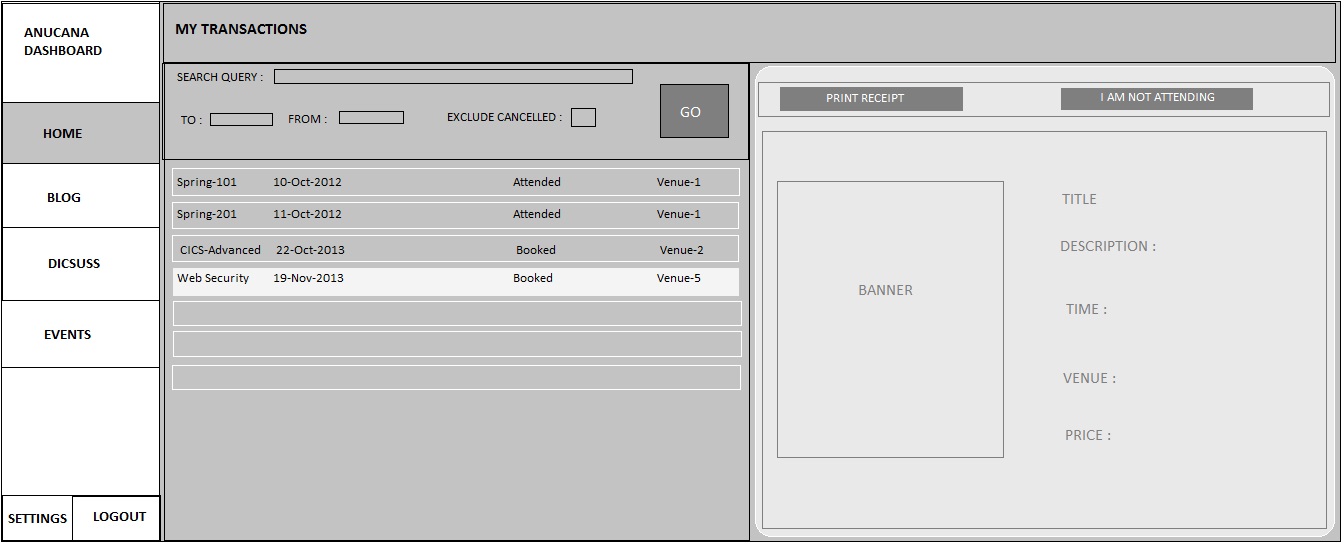 ANUCANA
DASHBOARD
HOME
BLOG
DICSUSS
EVENTS
SETTINGS
LOGOUT
MY TRANSACTIONS
SEARCH QUERY :
TO :
FROM :
EXCLUDE CANCELLED :
GO
Spring-101 10-Oct-2012 Attended Venue-1
Spring-201 11-Oct-2012 Attended Venue-1
CICS-Advanced 22-Oct-2013 Booked Venue-2
Web Security 19-Nov-2013 Booked Venue-5
PRINT RECEIPT
I AM NOT ATTENDING
BANNER
TITLE
DESCRIPTION :
TIME :
VENUE :
PRICE :